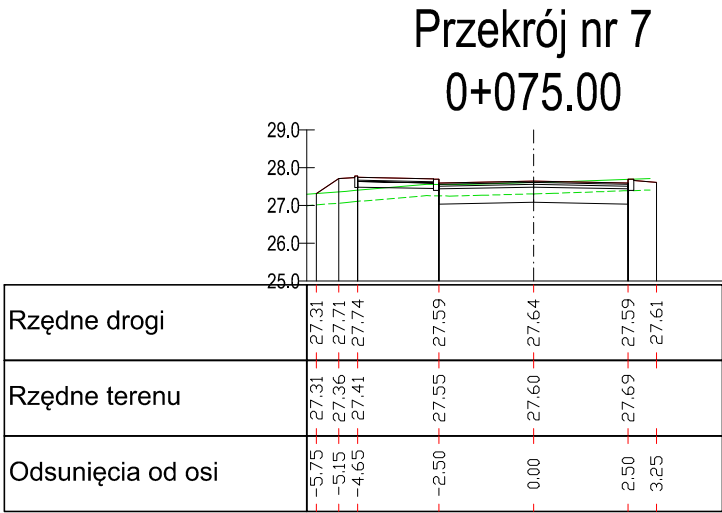 Przekrój nr 7
0+075.00
29.0
28.0
27.0
26.0
25.0
Rzędne drogi 27.31 27.71 27.74 27.59 27.64 27.59 27.61
Rzędne terenu 27.31 27.36 27.41 27.55 27.60 27.69
Odsunięcia od osi -5.75 -5.15 -4.65 -2.50 0.00 2.50 3.25